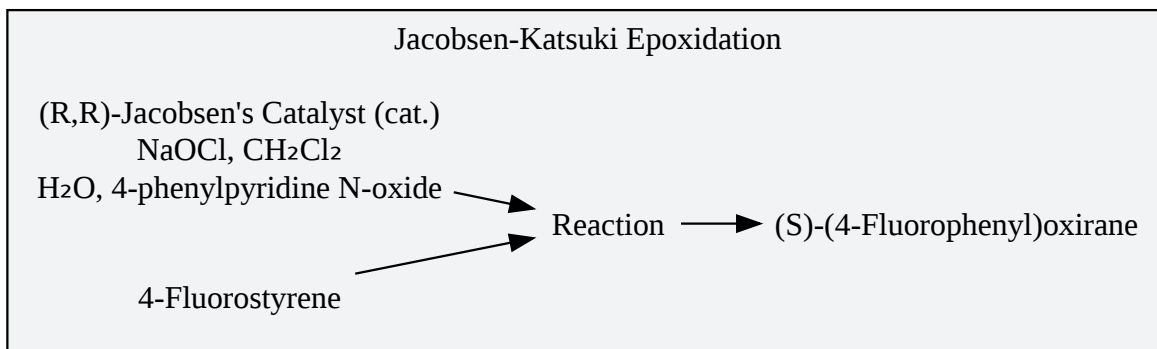 Jacobsen-Katsuki Epoxidation
(R,R)-Jacobsen's Catalyst (cat.)
NaOCl, CH₂Cl₂
H₂O, 4-phenylpyridine N-oxide
Reaction
(S)-(4-Fluorophenyl)oxirane
4-Fluorostyrene